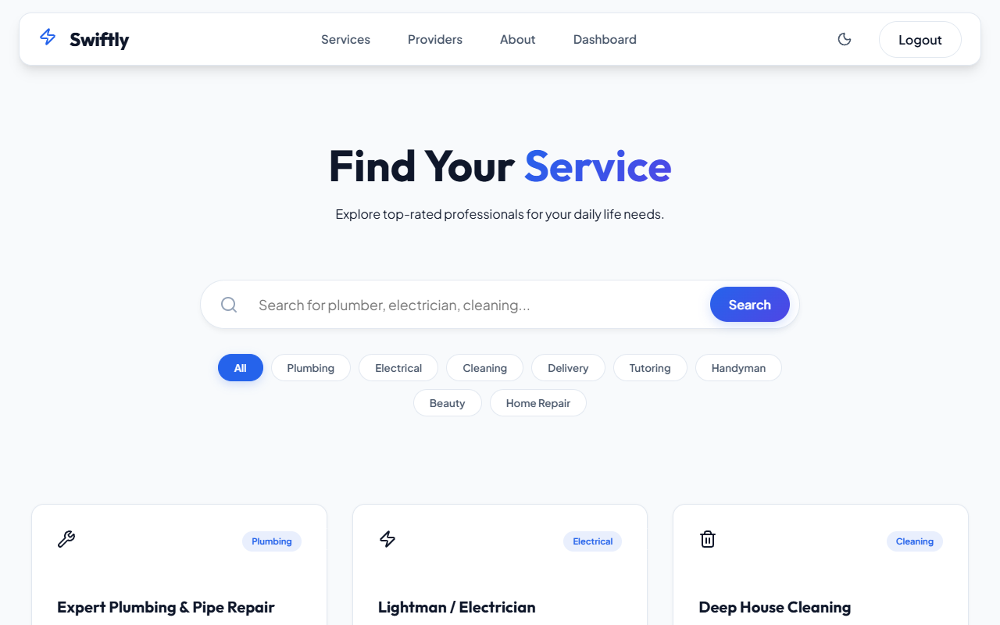 Swiftly
Services
Providers
About
Dashboard
Logout
Find Your Service
Explore top-rated professionals for your daily life needs.
Search for plumber, electrician, cleaning...
Search
All
Plumbing
Electrical
Cleaning
Delivery
Tutoring
Handyman
Beauty
Home Repair
Plumbing
Expert Plumbing & Pipe Repair
Electrical
Lightman / Electrician
Cleaning
Deep House Cleaning